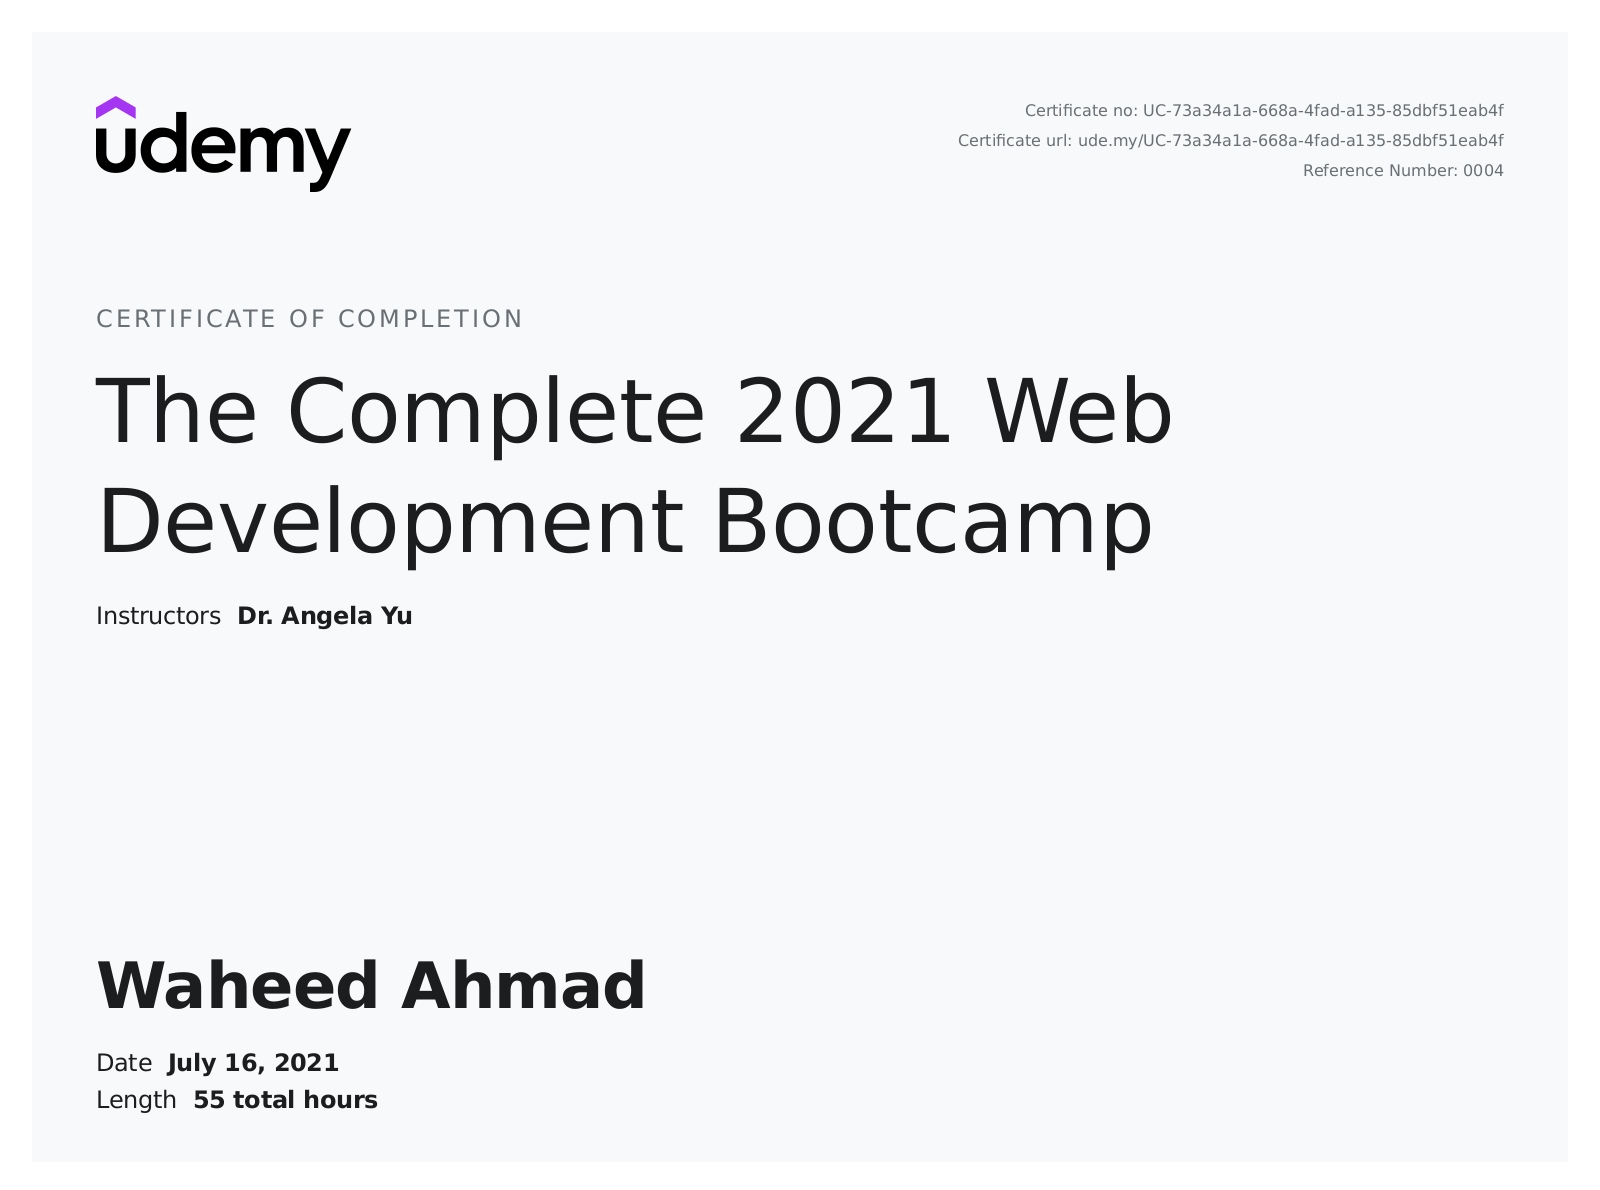 udemy
Certificate no: UC-73a34a1a-668a-4fad-a135-85dbf51eab4f
Certificate url: ude.my/UC-73a34a1a-668a-4fad-a135-85dbf51eab4f
Reference Number: 0004
CERTIFICATE OF COMPLETION
The Complete 2021 Web
Development Bootcamp
Instructors Dr. Angela Yu
Waheed Ahmad
Date July 16, 2021
Length 55 total hours